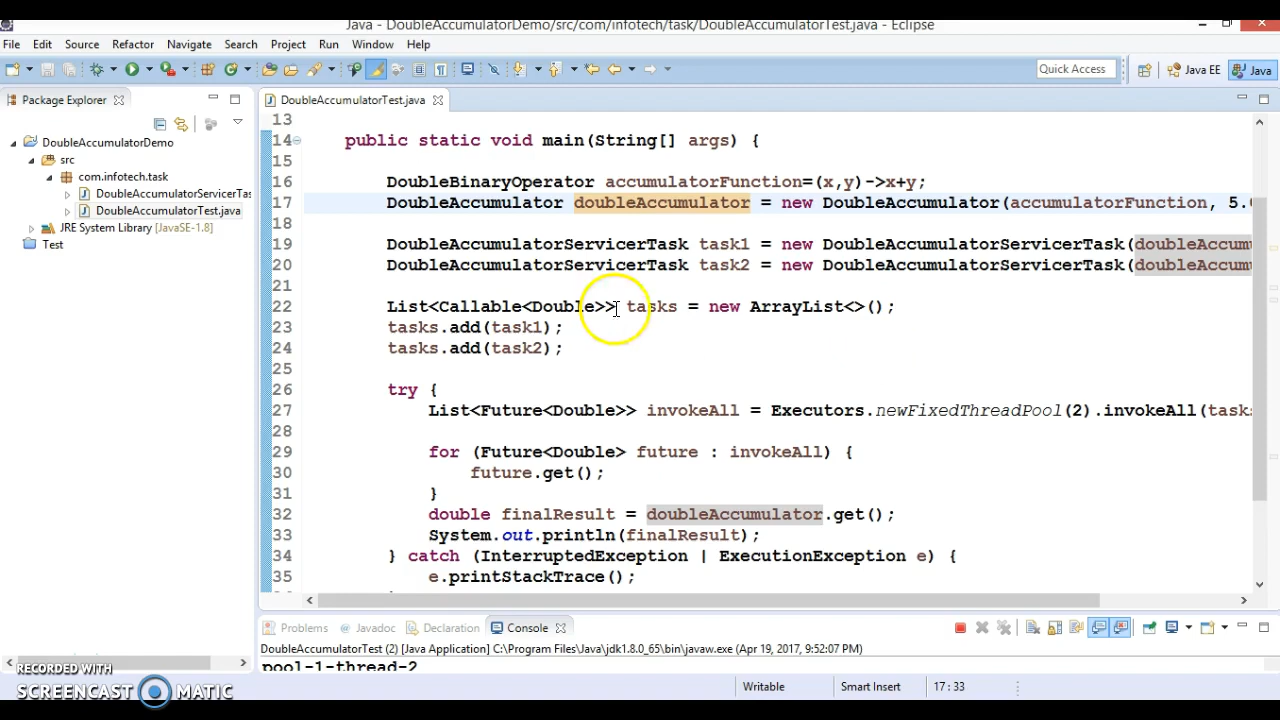 Java - DoubleAccumulatorDemo/src/com/infotech/task/DoubleAccumulatorTest.java - Eclipse
File Edit Source Refactor Navigate Search Project Run Window Help
Quick Access Java EE Java
Package Explorer
DoubleAccumulatorDemo
src
com.infotech.task
DoubleAccumulatorServicerTas
DoubleAccumulatorTest.java
JRE System Library [JavaSE-1.8]
Test
DoubleAccumulatorTest.java
13
14 public static void main(String[] args) {
15
16 DoubleBinaryOperator accumulatorFunction=(x,y)->x+y;
17 DoubleAccumulator doubleAccumulator = new DoubleAccumulator(accumulatorFunction, 5.
18
19 DoubleAccumulatorServicerTask task1 = new DoubleAccumulatorServicerTask(doubleAccum
20 DoubleAccumulatorServicerTask task2 = new DoubleAccumulatorServicerTask(doubleAccum
21
22 List<Callable<Double>> tasks = new ArrayList<>();
23 tasks.add(task1);
24 tasks.add(task2);
25
26 try {
27 List<Future<Double>> invokeAll = Executors.newFixedThreadPool(2).invokeAll(tasks
28
29 for (Future<Double> future : invokeAll) {
30 future.get();
31 }
32 double finalResult = doubleAccumulator.get();
33 System.out.println(finalResult);
34 } catch (InterruptedException | ExecutionException e) {
35 e.printStackTrace();
Problems Javadoc Declaration Console
DoubleAccumulatorTest (2) [Java Application] C:\Program Files\Java\jdk1.8.0_65\bin\javaw.exe (Apr 19, 2017, 9:52:07 PM)
pool-1-thread-2
Writable Smart Insert 17 : 33
RECORDED WITH
SCREENCAST MATIC